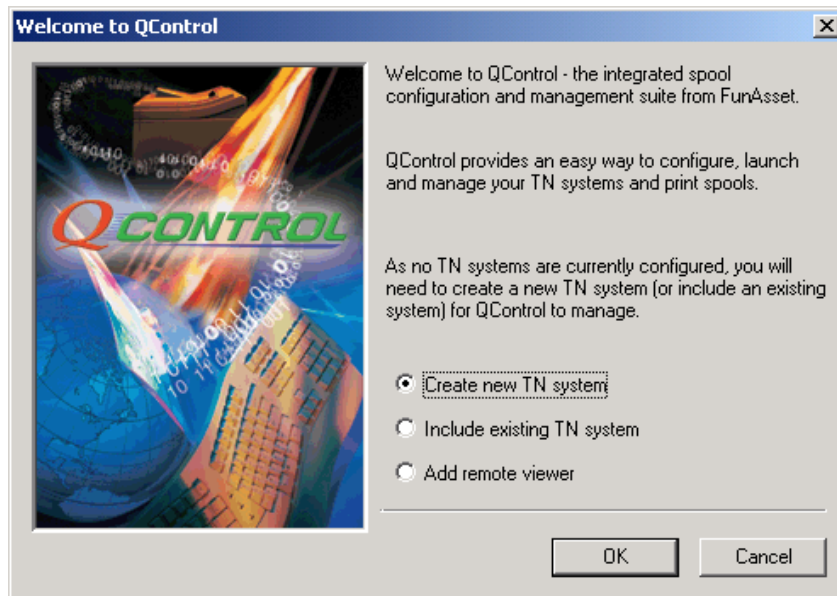 Welcome to QControl
Welcome to QControl - the integrated spool
configuration and management suite from FunAsset.
QControl provides an easy way to configure, launch
and manage your TN systems and print spools.
QCONTROL
As no TN systems are currently configured, you will
need to create a new TN system (or include an existing
system) for QControl to manage.
Create new TN system
Include existing TN system
Add remote viewer
OK
Cancel